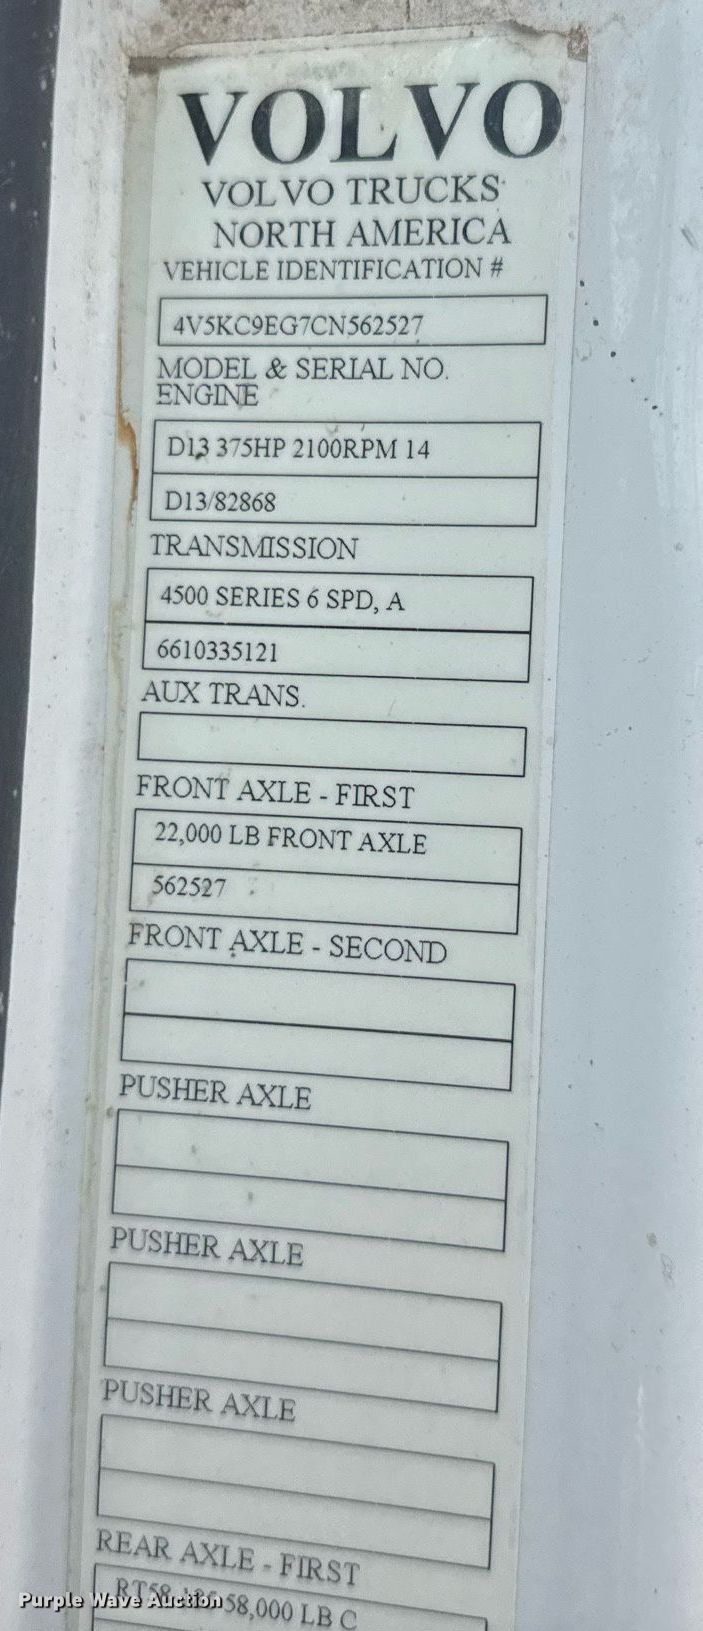 VOLVO
VOLVO TRUCKS
NORTH AMERICA
VEHICLE IDENTIFICATION #
4V5KC9EG7CN562527
MODEL & SERIAL NO.
ENGINE
D13 375HP 2100RPM 14
D13/82868
TRANSMISSION
4500 SERIES 6 SPD, A
6610335121
AUX TRANS.
FRONT AXLE - FIRST
22,000 LB FRONT AXLE
562527
FRONT AXLE - SECOND
PUSHER AXLE
PUSHER AXLE
PUSHER AXLE
REAR AXLE - FIRST
58,000 LB C
Purple Wave Auction